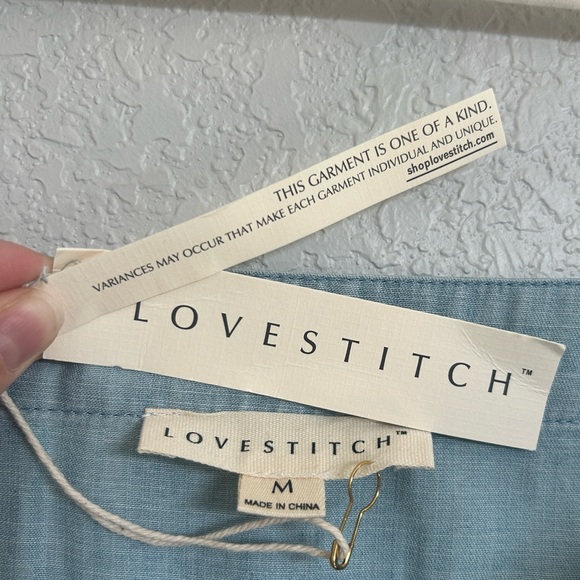 THIS GARMENT IS ONE OF A KIND.
VARIANCES MAY OCCUR THAT MAKE EACH GARMENT INDIVIDUAL AND UNIQUE.
shoplovestitch.com
LOVESTITCH™
LOVESTITCH™
M
MADE IN CHINA